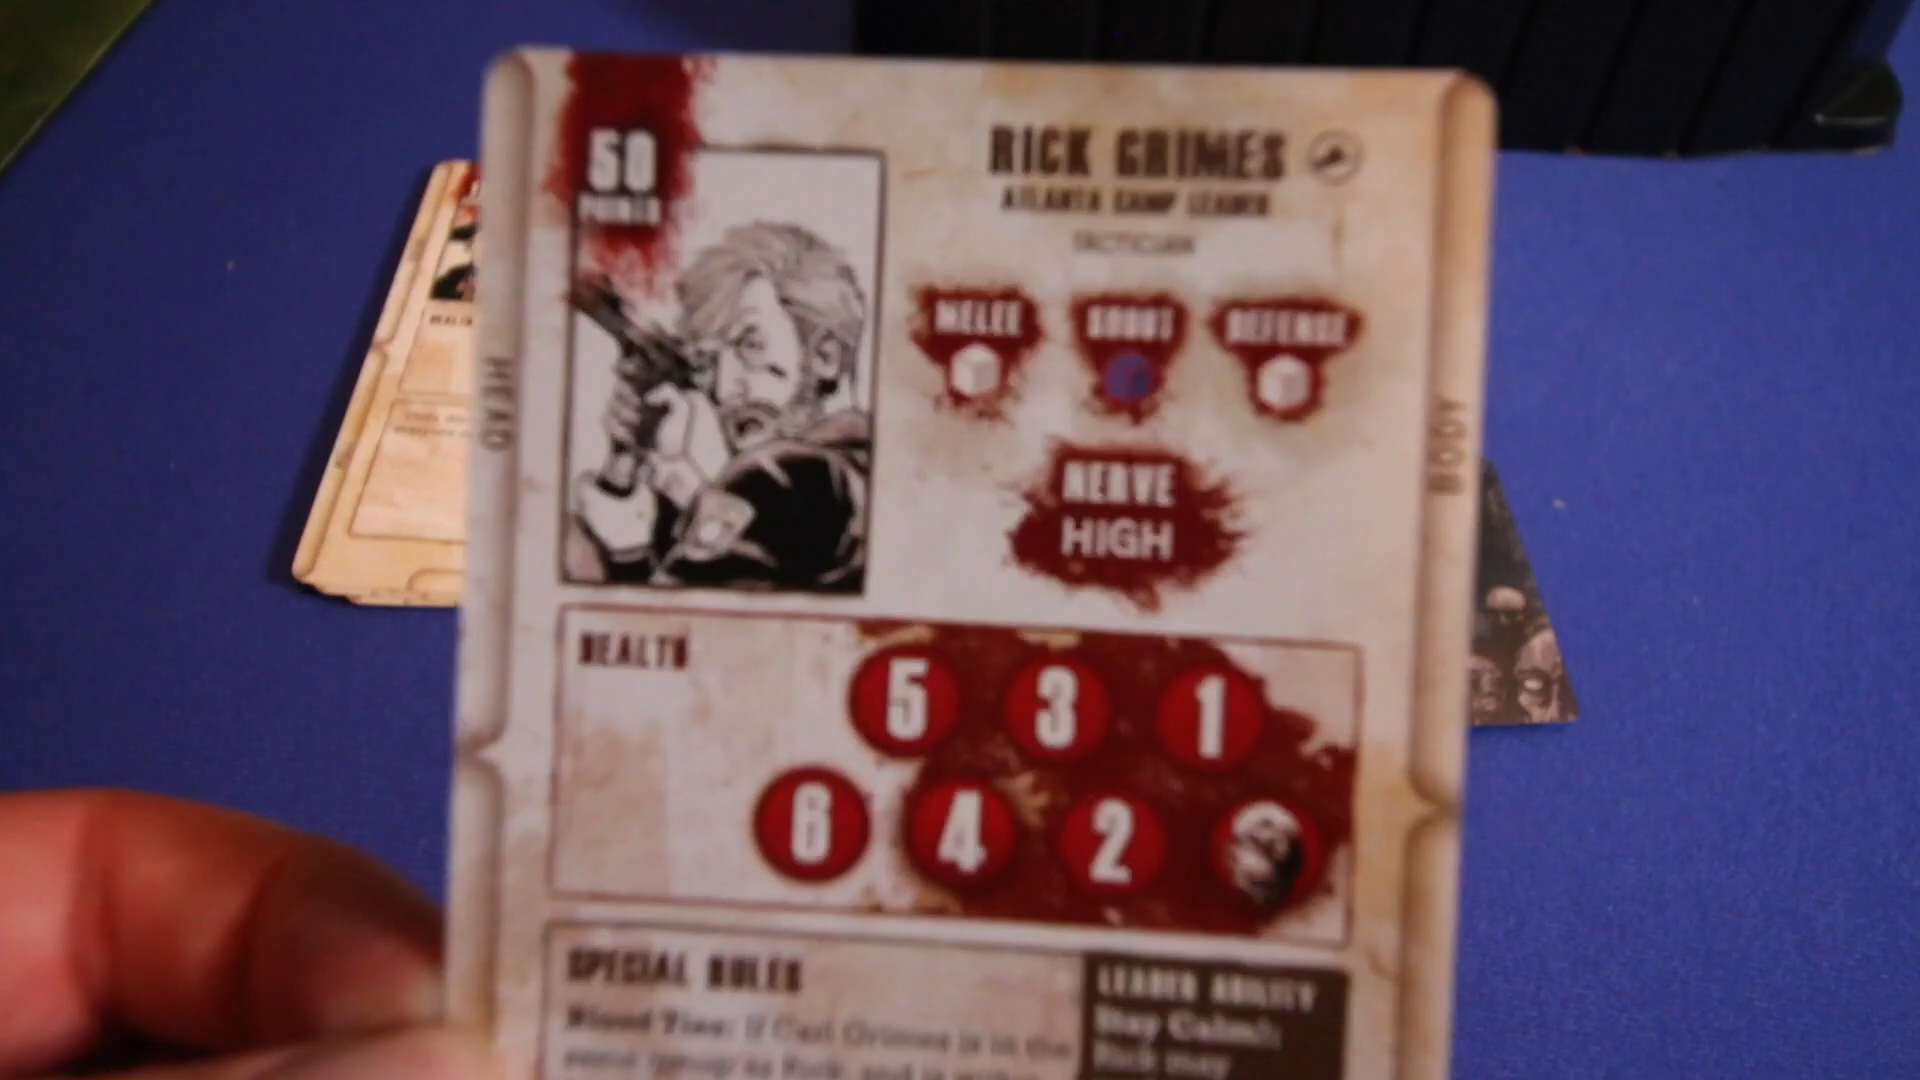 50
POINTS
RICK GRIMES
ATLANTA CAMP LEADER
TACTICIAN
MELEE
SHOOT
DEFENSE
NERVE
HIGH
HEAD
BODY
HEALTH
5 3 1
6 4 2
SPECIAL RULES
Blood Ties: If Carl Grimes is in the
same group as Rick, and is within
LEADER ABILITY
Stay Calm!:
Rick may
HEALTH